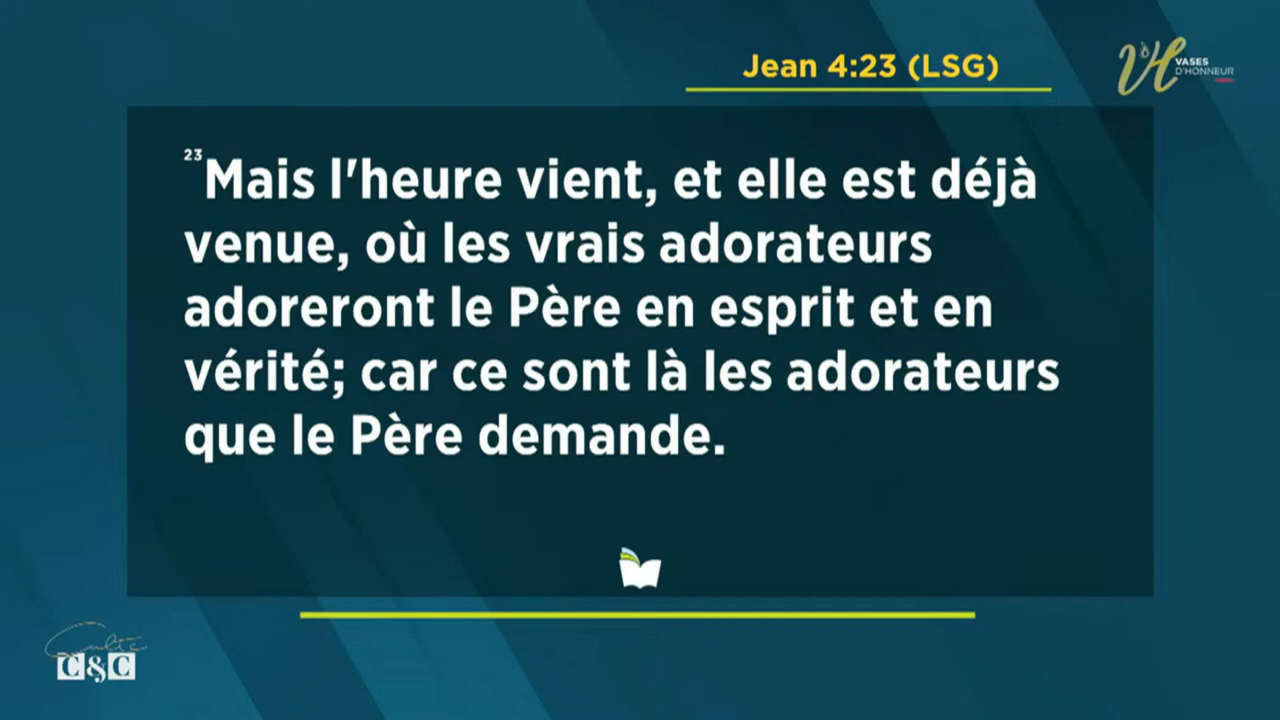 Jean 4:23 (LSG)
VASES
D'HONNEUR
23Mais l'heure vient, et elle est déjà
venue, où les vrais adorateurs
adoreront le Père en esprit et en
vérité; car ce sont là les adorateurs
que le Père demande.
Culte
C&C